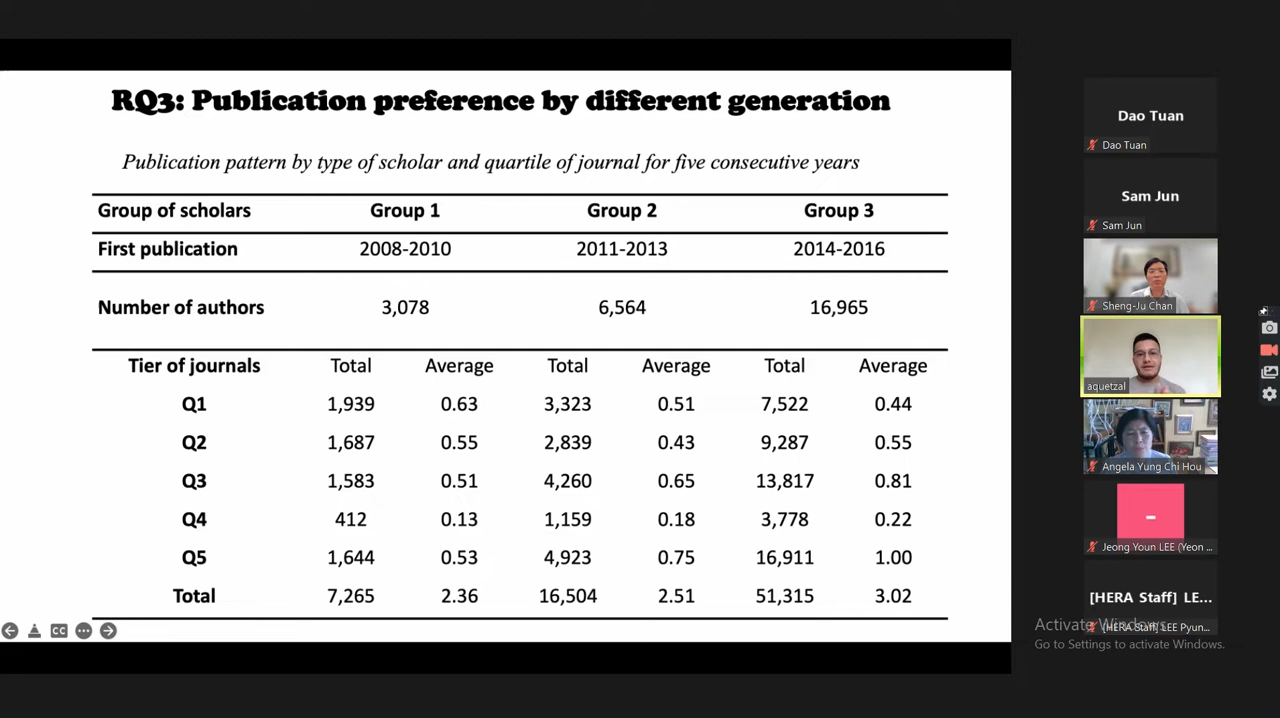 RQ3: Publication preference by different generation
Publication pattern by type of scholar and quartile of journal for five consecutive years
Group of scholars Group 1 Group 2 Group 3
First publication 2008-2010 2011-2013 2014-2016
Number of authors 3,078 6,564 16,965
Tier of journals Total Average Total Average Total Average
Q1 1,939 0.63 3,323 0.51 7,522 0.44
Q2 1,687 0.55 2,839 0.43 9,287 0.55
Q3 1,583 0.51 4,260 0.65 13,817 0.81
Q4 412 0.13 1,159 0.18 3,778 0.22
Q5 1,644 0.53 4,923 0.75 16,911 1.00
Total 7,265 2.36 16,504 2.51 51,315 3.02
CC
Dao Tuan
Dao Tuan
Sam Jun
Sam Jun
Sheng-Ju Chan
aquetzal
Angela Yung Chi Hou
-
Jeong Youn LEE (Yeon ...
[HERA Staff] LE...
[HERA Staff] LEE Pyun...
Activate Windows
Go to Settings to activate Windows.